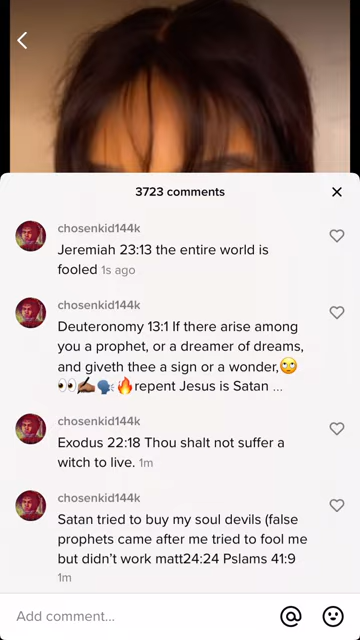 3723 comments
chosenkid144k
Jeremiah 23:13 the entire world is
fooled 1s ago
chosenkid144k
Deuteronomy 13:1 If there arise among
you a prophet, or a dreamer of dreams,
and giveth thee a sign or a wonder,🙄
👀✍🏾🗣🔥repent Jesus is Satan ...
chosenkid144k
Exodus 22:18 Thou shalt not suffer a
witch to live. 1m
chosenkid144k
Satan tried to buy my soul devils (false
prophets came after me tried to fool me
but didn't work matt24:24 Pslams 41:9
1m
Add comment...